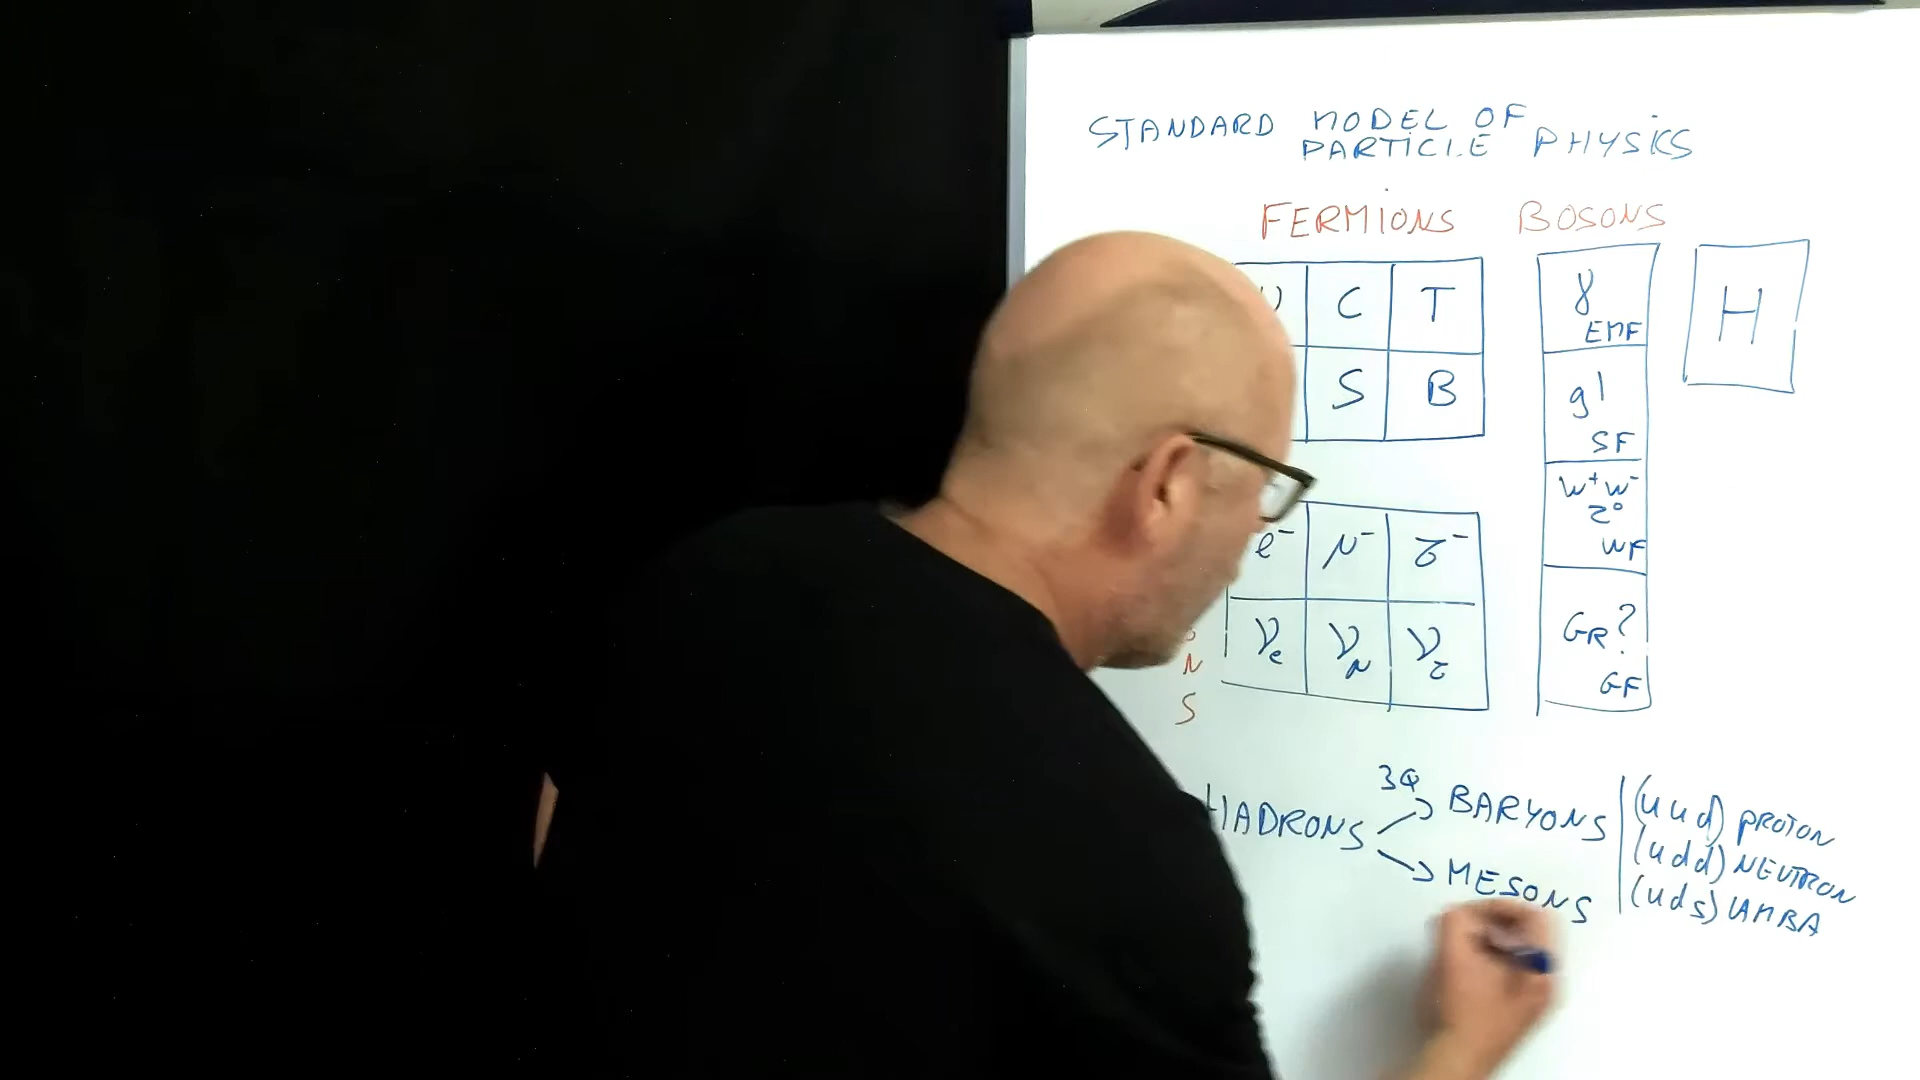 STANDARD MODEL OF
PARTICLE PHYSICS
FERMIONS BOSONS
C T
S B
γ
EMF
gl
SF
W+ W-
Z°
WF
GR?
GF
H
e- μ- τ-
νe νμ ντ
N
S
HADRONS
3Q
BARYONS
MESONS
(uud) PROTON
(udd) NEUTRON
(uds) LAMBA